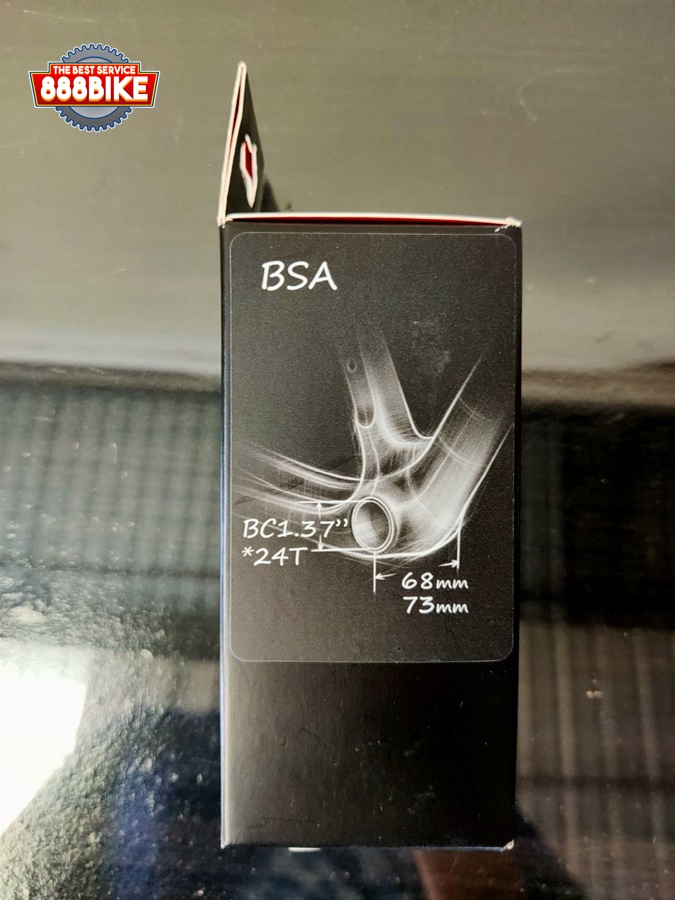 THE BEST SERVICE
888BIKE
BSA
BC1.37”
*24T
68mm
73mm